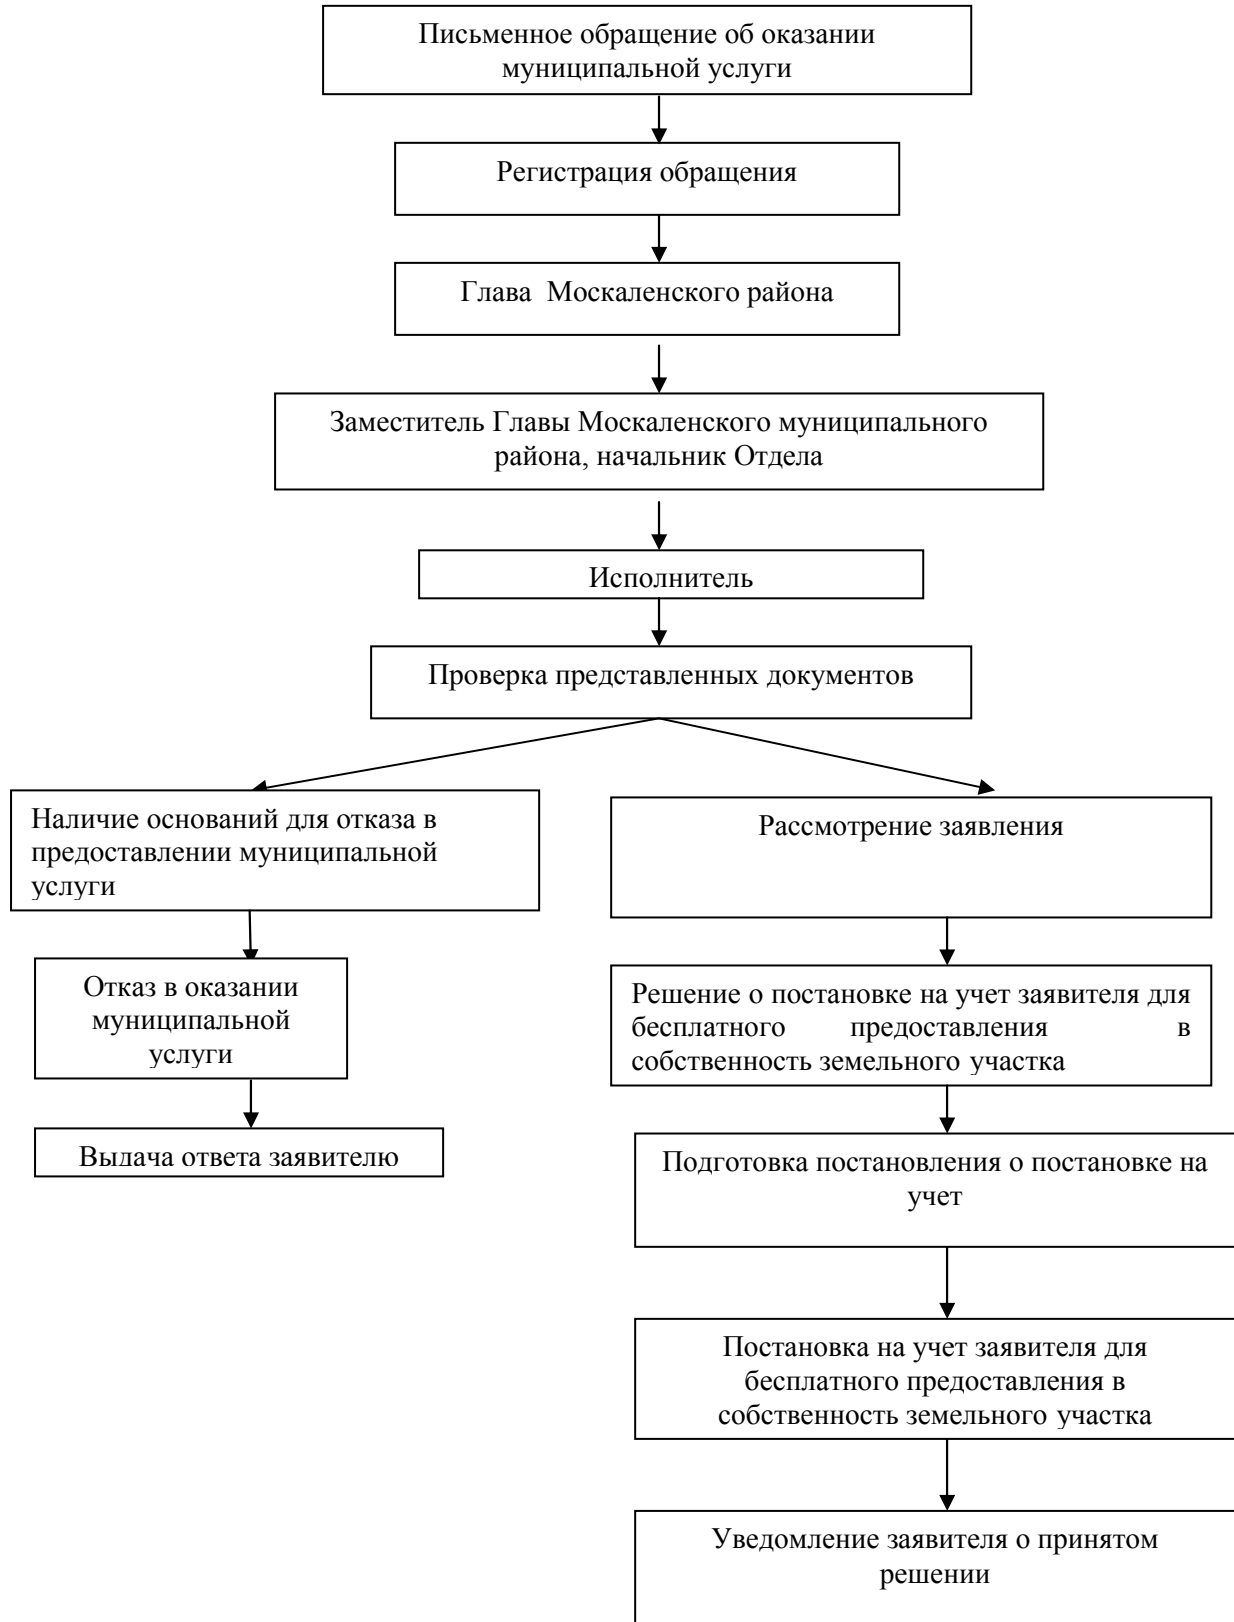 Письменное обращение об оказании
муниципальной услуги
Регистрация обращения
Глава  Москаленского района
Заместитель Главы Москаленского муниципального
района, начальник Отдела
Исполнитель
Проверка представленных документов
Наличие оснований для отказа в
предоставлении муниципальной
услуги
Отказ в оказании
муниципальной
услуги
Выдача ответа заявителю
Рассмотрение заявления
Решение о постановке на учет заявителя для
бесплатного предоставления в
собственность земельного участка
Подготовка постановления о постановке на
учет
Постановка на учет заявителя для
бесплатного предоставления в
собственность земельного участка
Уведомление заявителя о принятом
решении